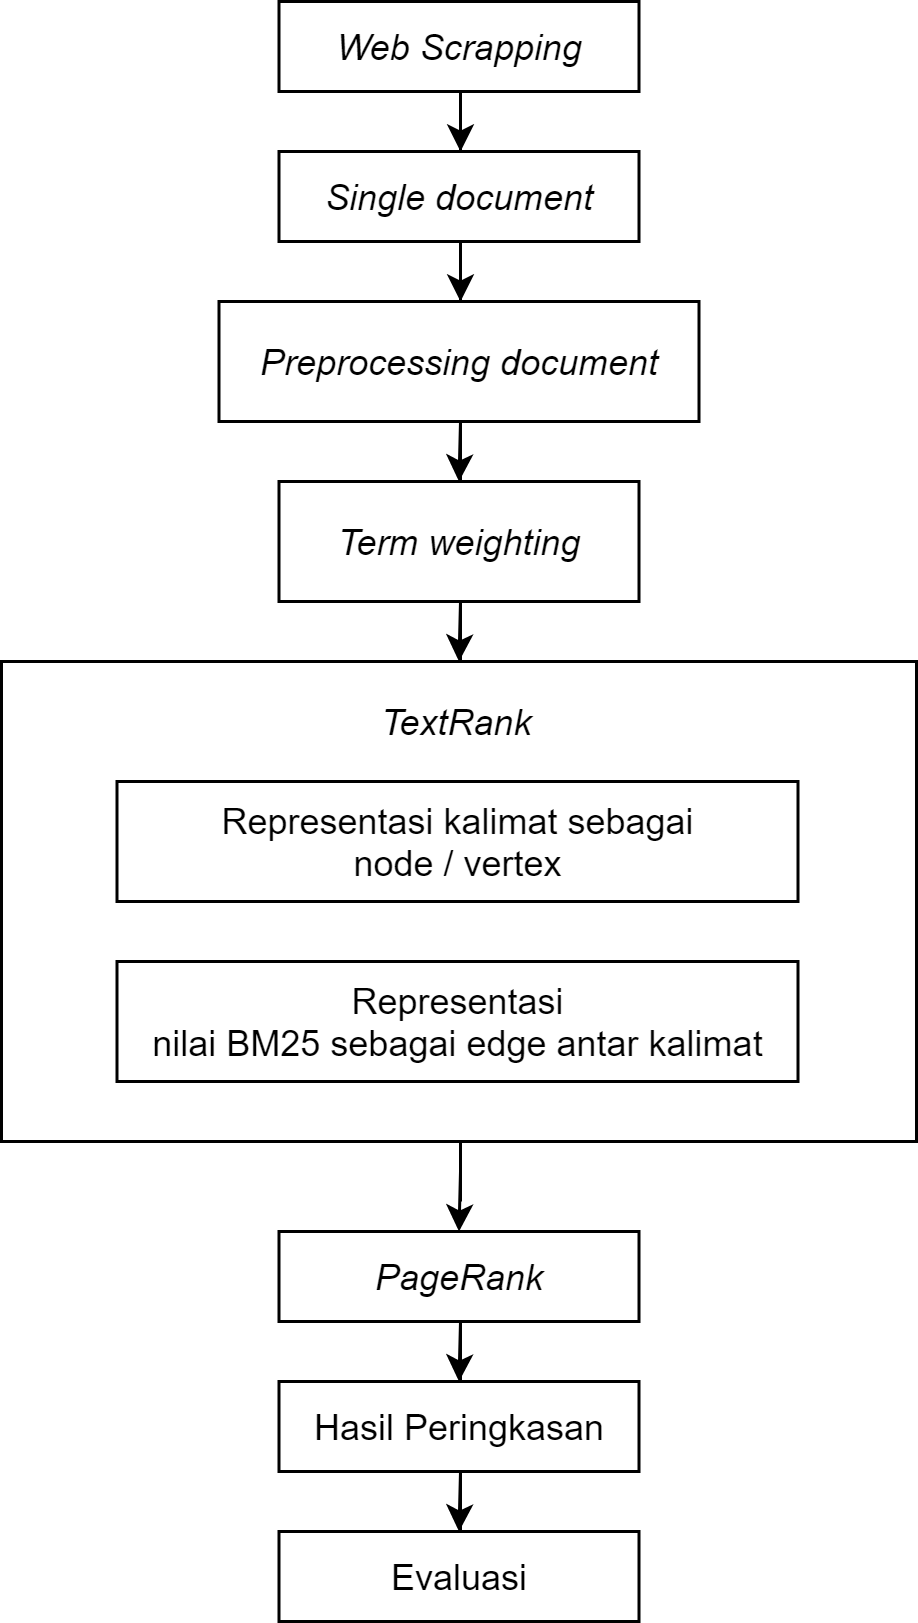 Web Scrapping
Single document
Preprocessing document
Term weighting
TextRank
Representasi kalimat sebagai
node / vertex
Representasi
nilai BM25 sebagai edge antar kalimat
PageRank
Hasil Peringkasan
Evaluasi